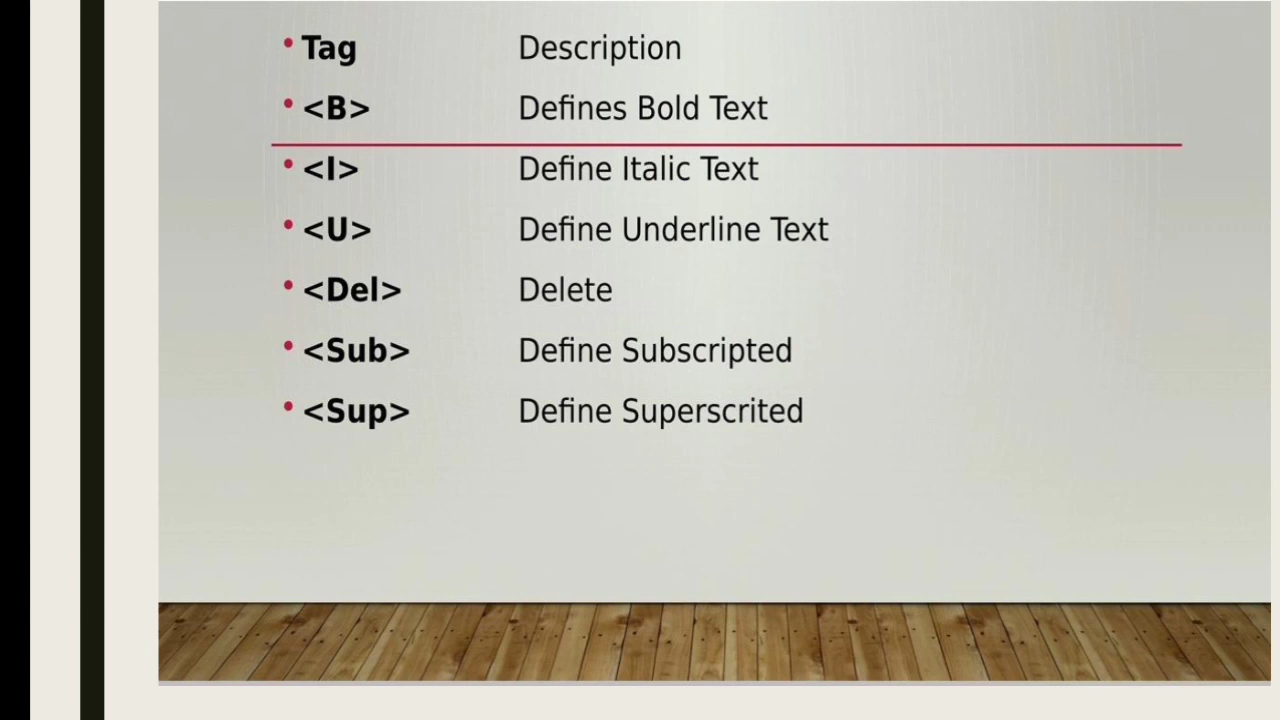 • Tag Description
• <B> Defines Bold Text
• <I> Define Italic Text
• <U> Define Underline Text
• <Del> Delete
• <Sub> Define Subscripted
• <Sup> Define Superscrited